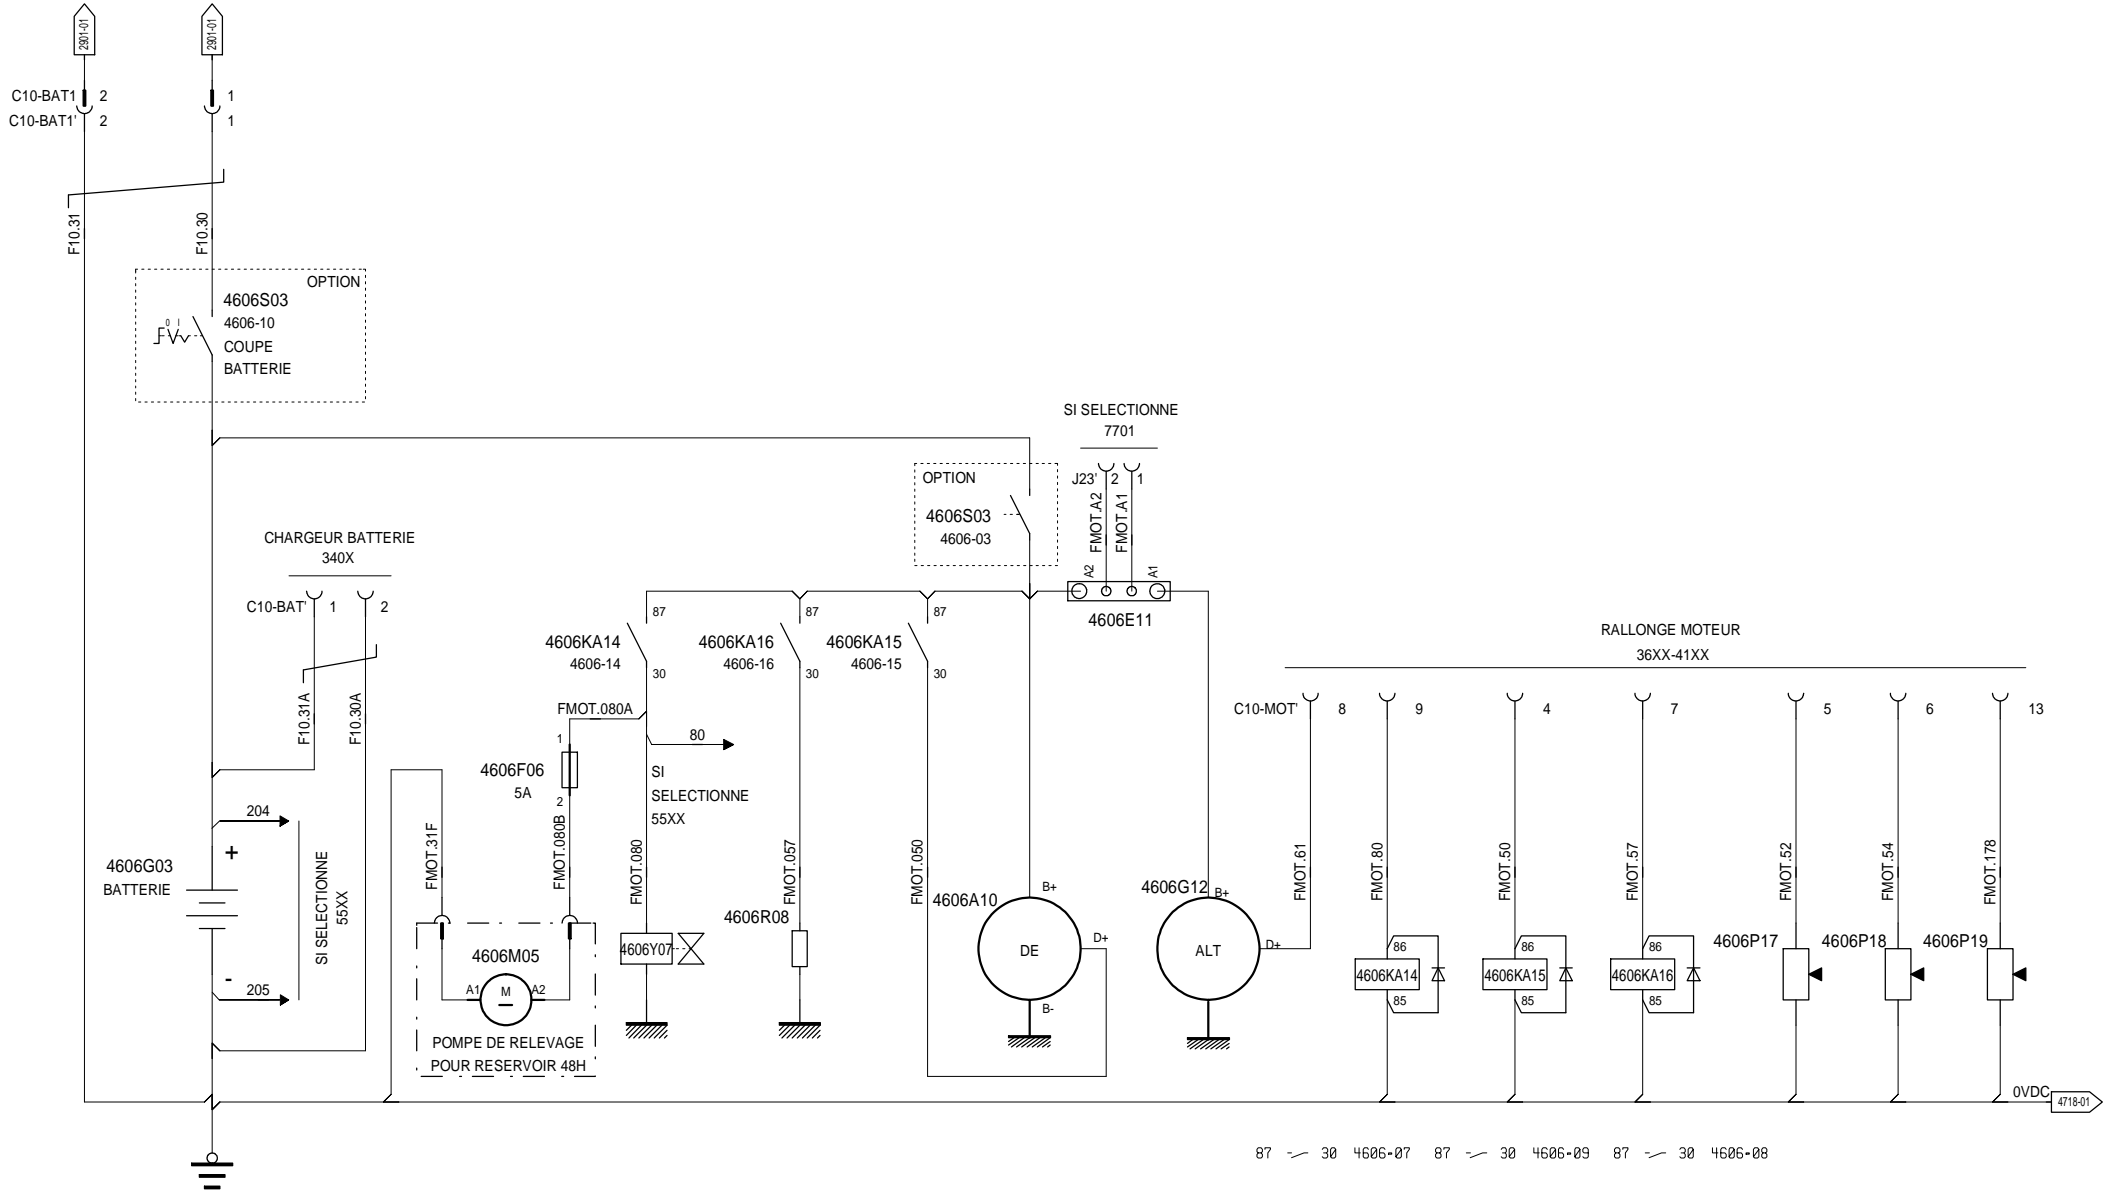 2901-01
2901-01
C10-BAT1 2
1
C10-BAT1' 2
1
F10.31
F10.30
OPTION
4606S03
4606-10
0 I
COUPE
BATTERIE
SI SELECTIONNE
7701
OPTION
J23' 2 1
FMOT.A2
FMOT.A1
4606S03
4606-03
CHARGEUR BATTERIE
340X
A2
A1
C10-BAT' 1 2
4606E11
87
87
87
4606KA14
4606-14
4606KA16
4606-16
4606KA15
4606-15
30
30
30
RALLONGE MOTEUR
36XX-41XX
F10.31A
F10.30A
FMOT.080A
C10-MOT' 8 9 4 7 5 6 13
80
1
4606F06
5A
2
SI
SELECTIONNE
55XX
204
+
4606G03
BATTERIE
-
205
SI SELECTIONNE
55XX
FMOT.31F
FMOT.080B
FMOT.080
FMOT.057
FMOT.050
FMOT.61
FMOT.80
FMOT.50
FMOT.57
FMOT.52
FMOT.54
FMOT.178
4606M05
A1
M
A2
POMPE DE RELEVAGE
POUR RESERVOIR 48H
4606Y07
4606R08
4606A10
B+
D+
DE
B-
4606G12
B+
D+
ALT
86
4606KA14
85
86
4606KA15
85
86
4606KA16
85
4606P17
4606P18
4606P19
0VDC
4718-01
87 30 4606-07 87 30 4606-09 87 30 4606-08